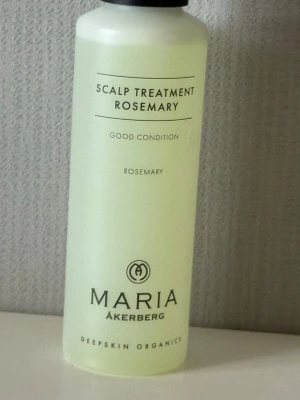 SCALP TREATMENT
ROSEMARY
GOOD CONDITION
ROSEMARY
MARIA
ÅKERBERG
DEEPSKIN ORGANICS